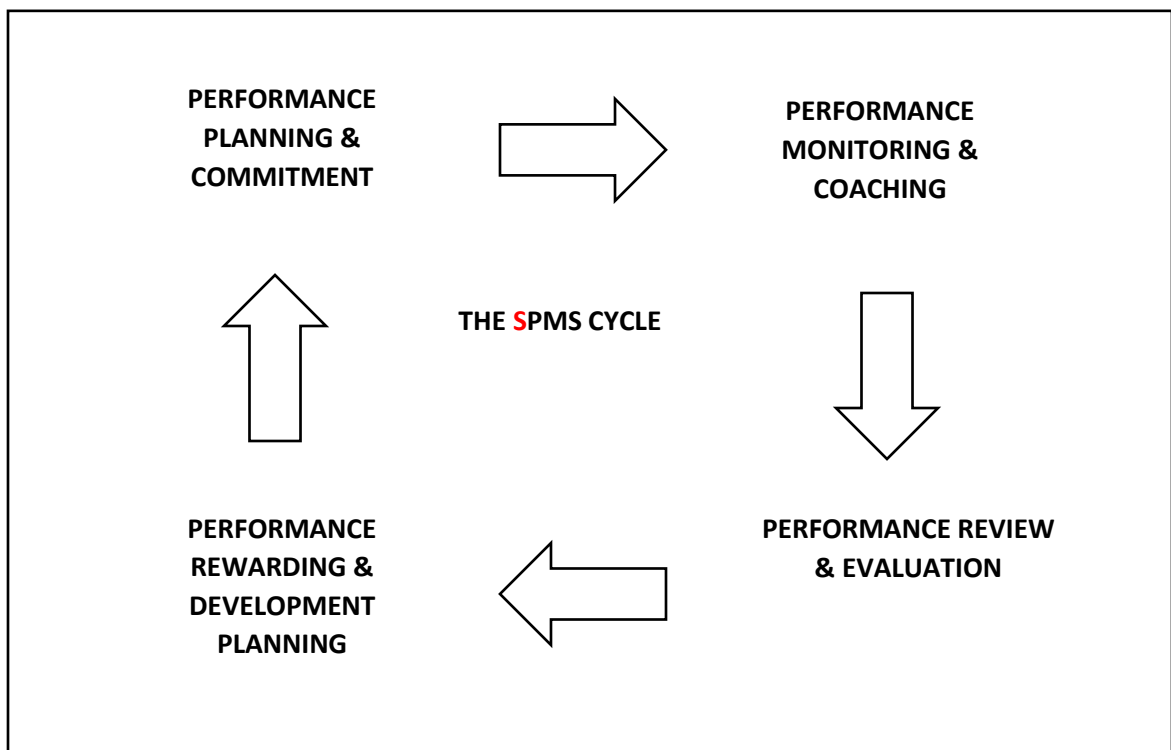 PERFORMANCE
PLANNING &
COMMITMENT
PERFORMANCE
MONITORING &
COACHING
THE SPMS CYCLE
PERFORMANCE
REWARDING &
DEVELOPMENT
PLANNING
PERFORMANCE REVIEW
& EVALUATION